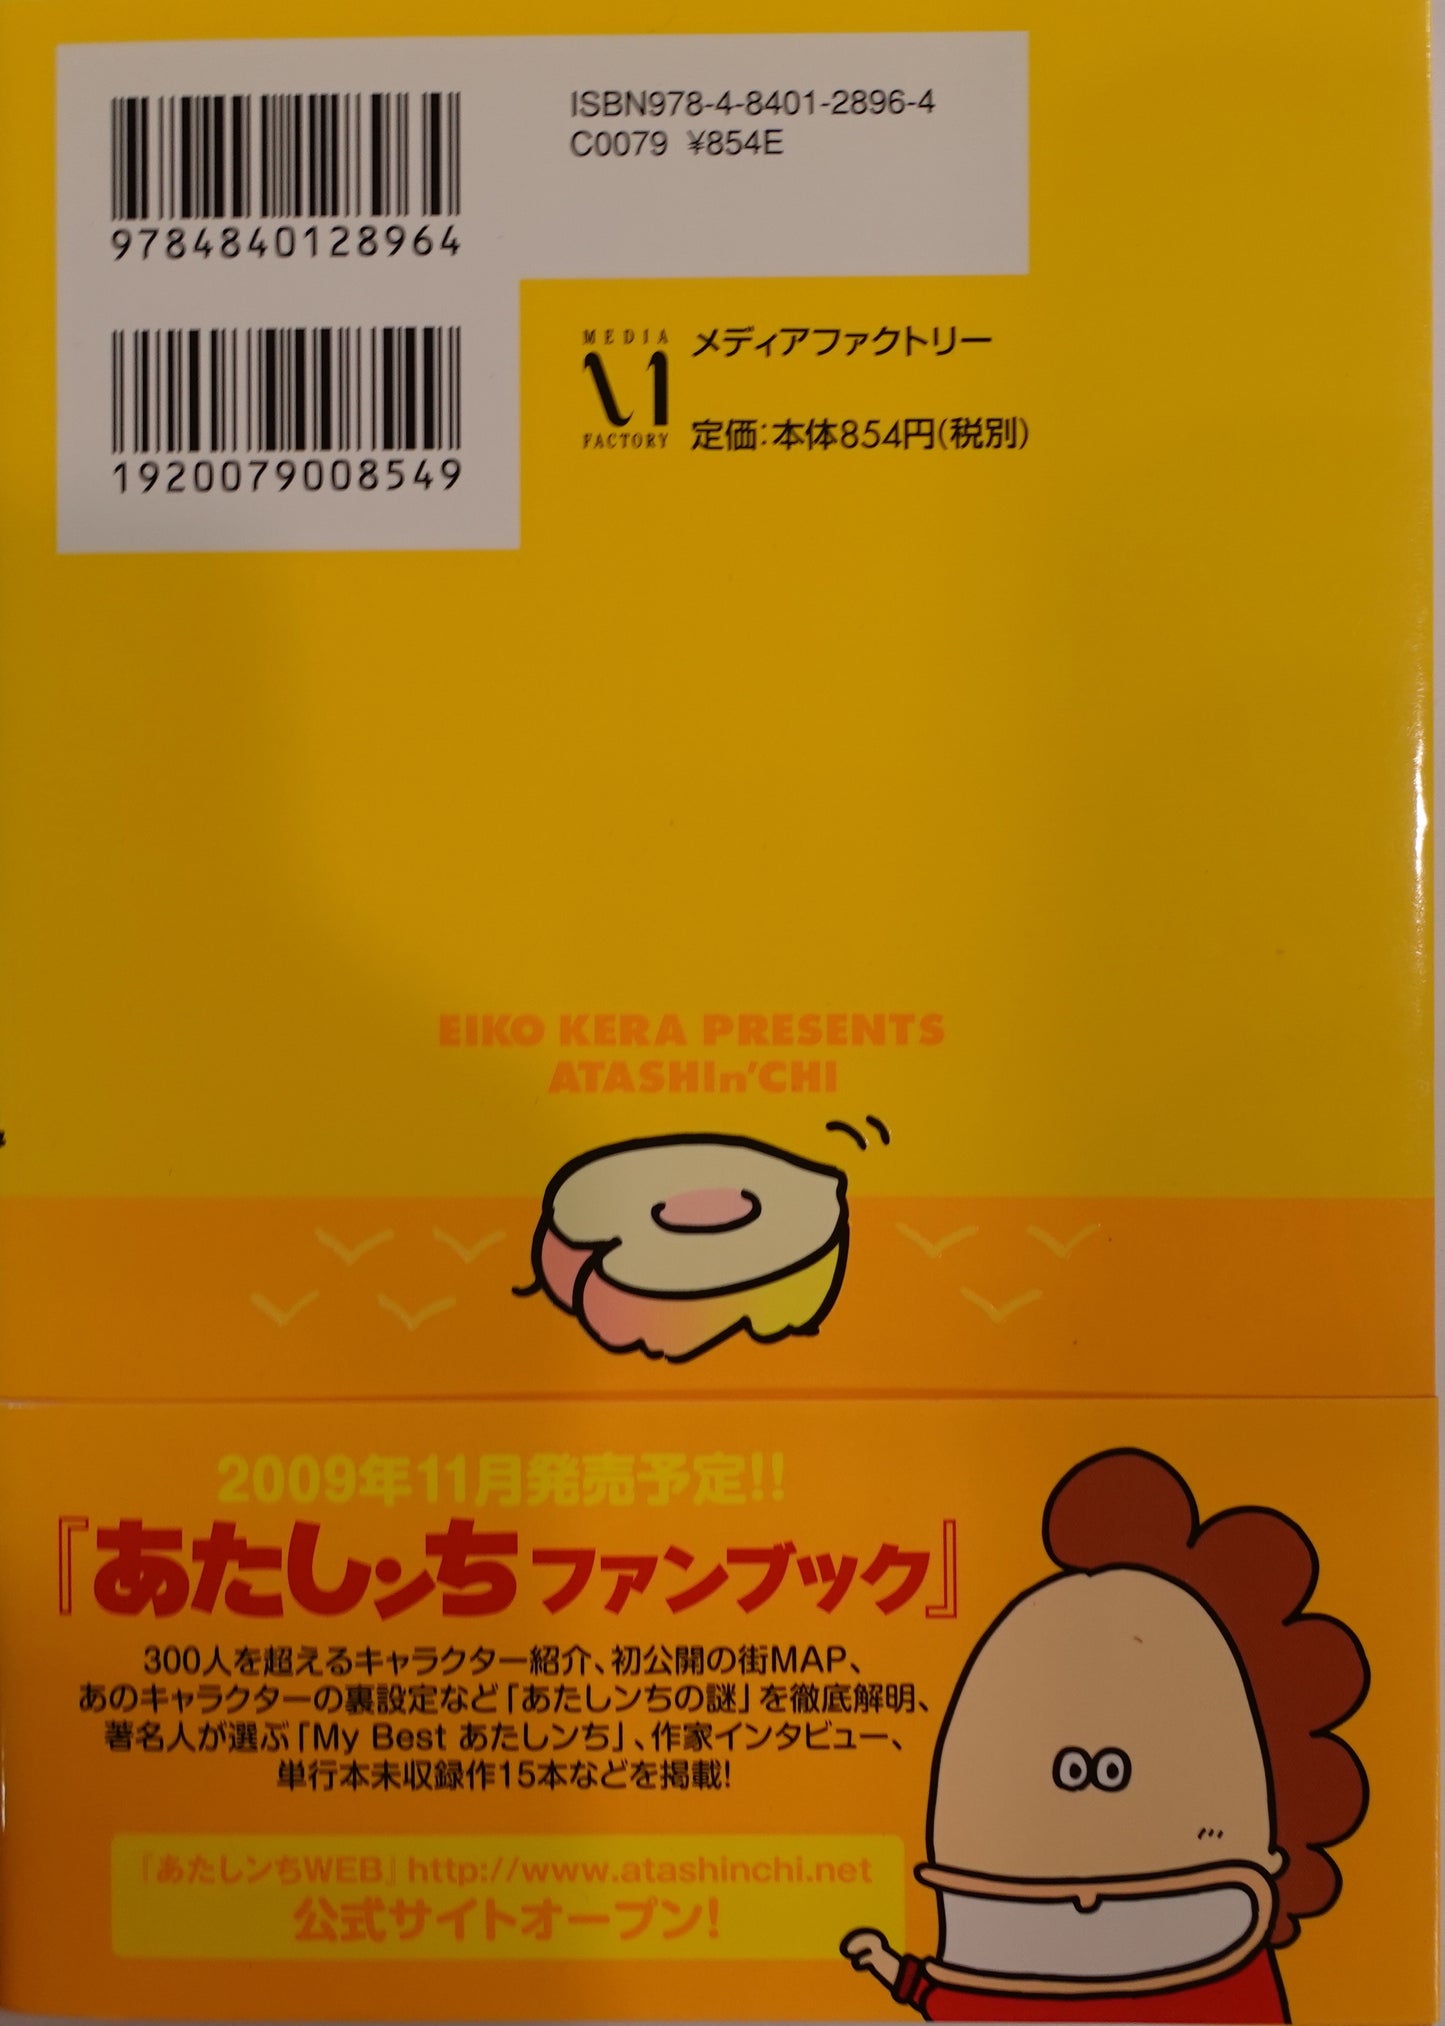 ISBN978-4-8401-2896-4
C0079 ¥854E
9784840128964
1920079008549
MEDIA
FACTORY
メディアファクトリー
定価：本体854円(税別)
EIKO KERA PRESENTS
ATASHIn'CHI
2009年11月発売予定!!
『あたしンちファンブック』
300人を超えるキャラクター紹介、初公開の街MAP、
あのキャラクターの裏設定など「あたしンちの謎」を徹底解明、
著名人が選ぶ「My Best あたしンち」、作家インタビュー、
単行本未収録作15本などを掲載!
『あたしンちWEB』http://www.atashinchi.net
公式サイトオープン!